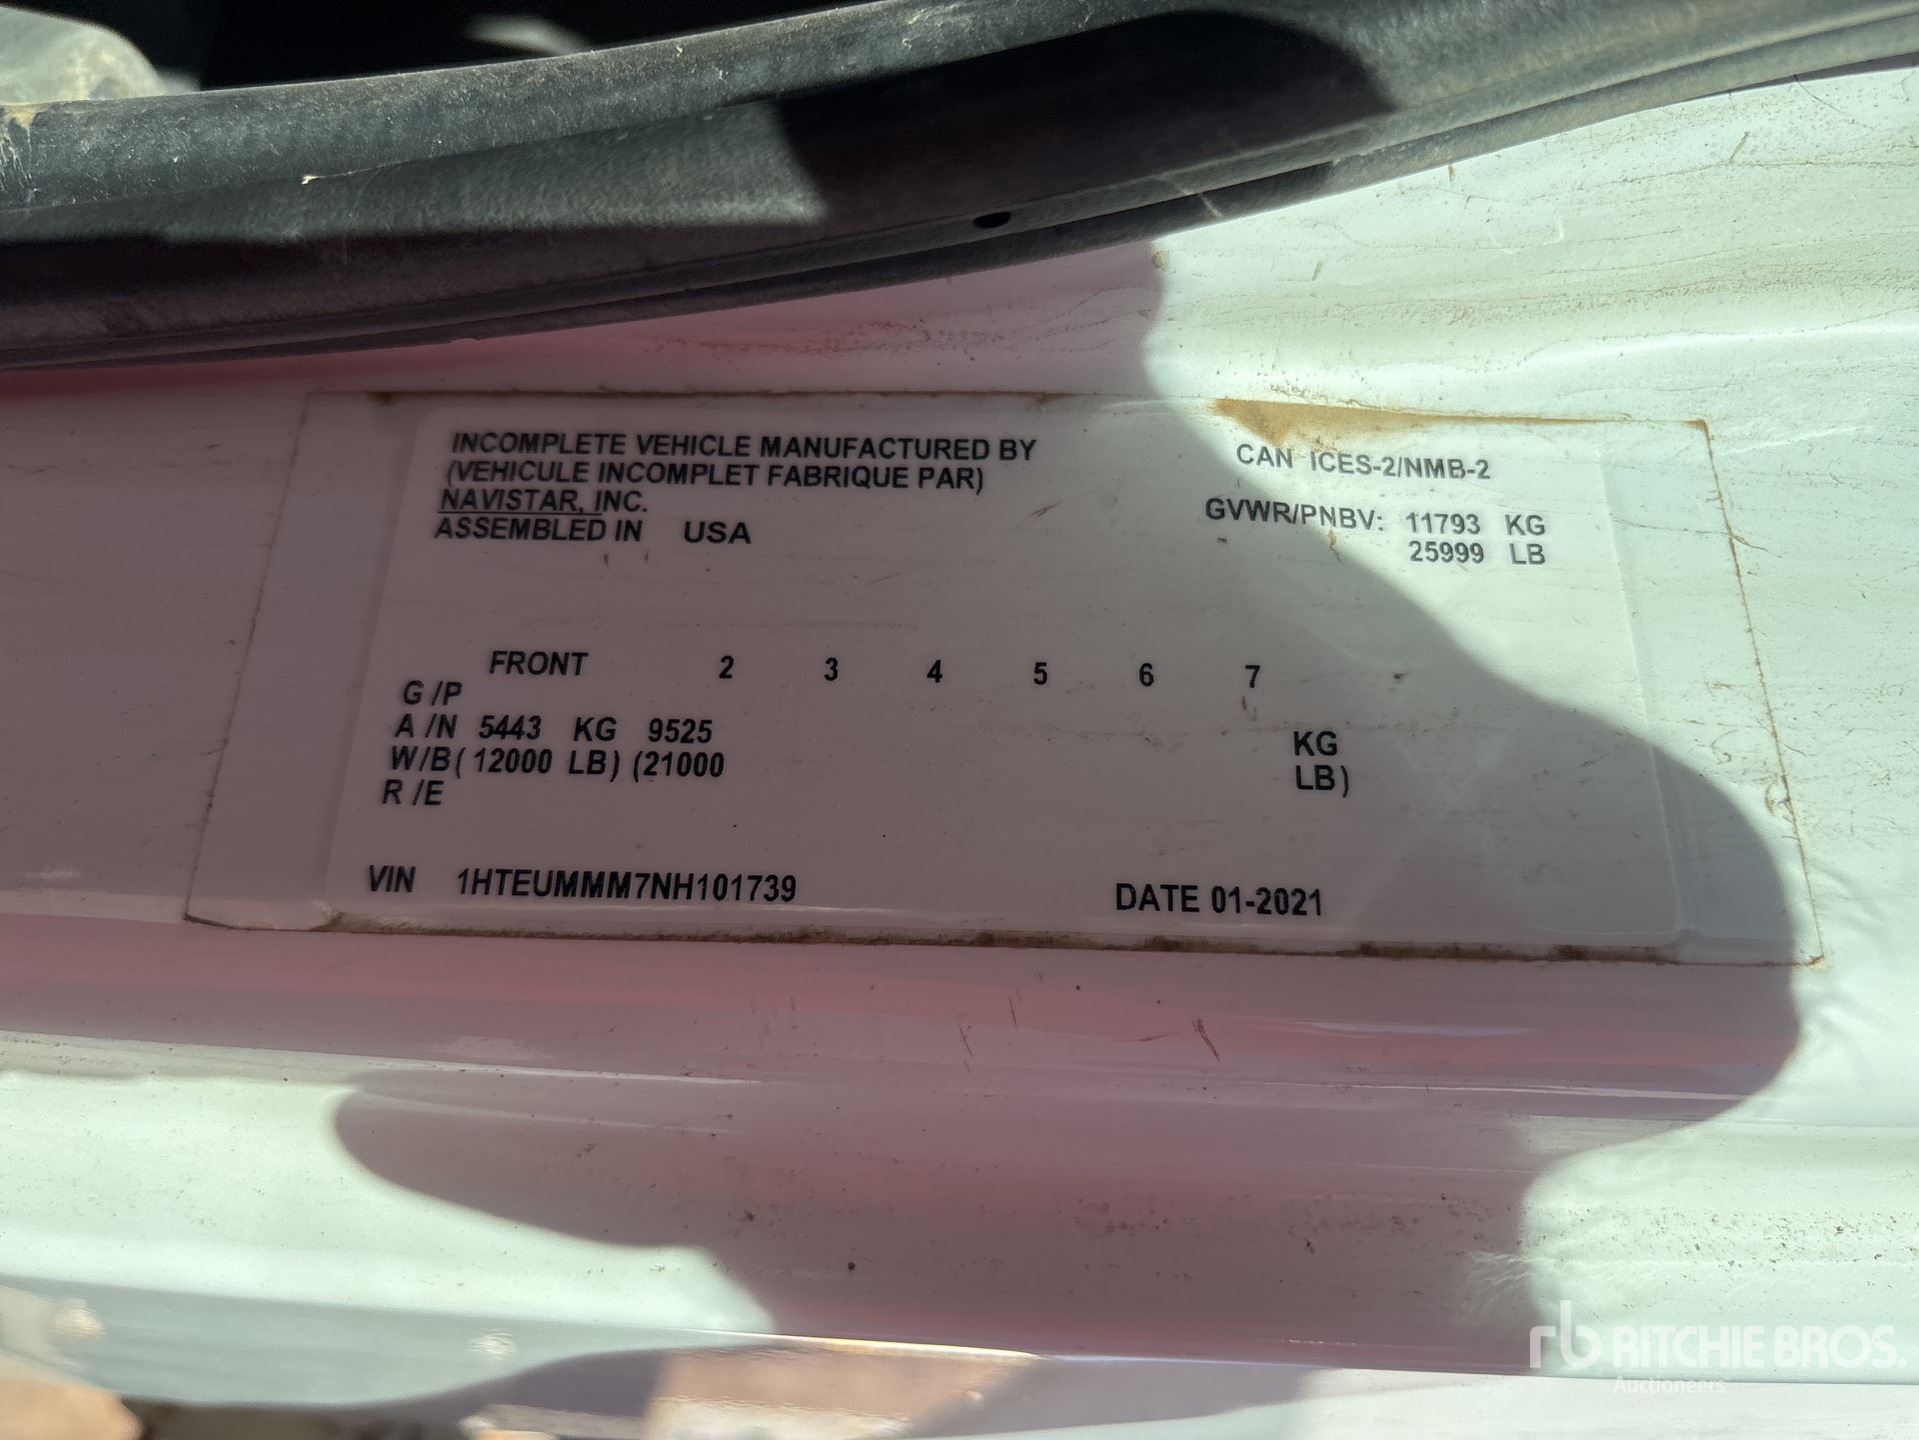 INCOMPLETE VEHICLE MANUFACTURED BY
(VEHICULE INCOMPLET FABRIQUE PAR)
NAVISTAR, INC.
ASSEMBLED IN USA
CAN ICES-2/NMB-2
GVWR/PNBV: 11793 KG
25999 LB
FRONT 2 3 4 5 6 7
G /P
A /N 5443 KG 9525 KG
W/B ( 12000 LB) (21000 LB)
R /E
VIN 1HTEUMMM7NH101739
DATE 01-2021
rb RITCHIE BROS.
Auctioneers